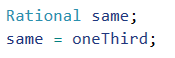 Rational same;
same = oneThird;